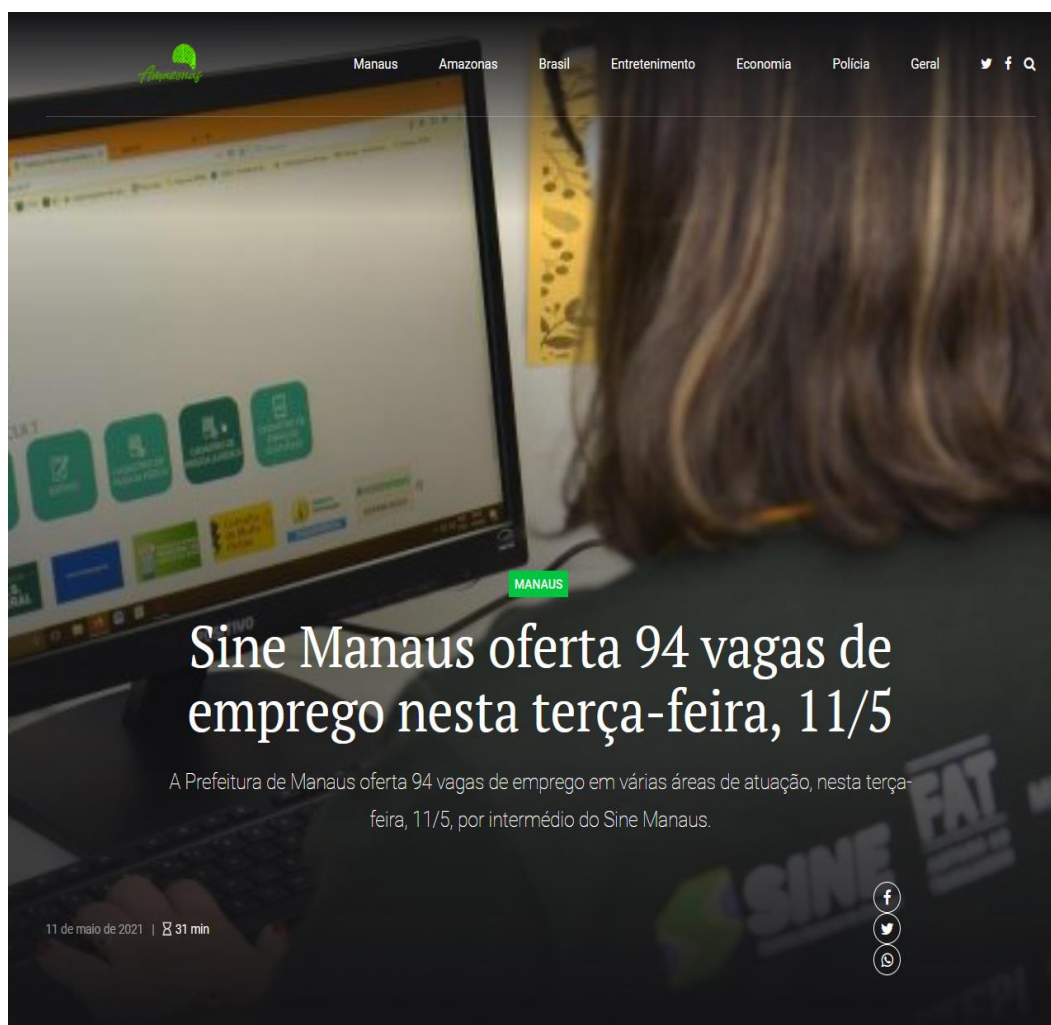 Amazonas
Manaus Amazonas Brasil Entretenimento Economia Polícia Geral
MANAUS
Sine Manaus oferta 94 vagas de
emprego nesta terça-feira, 11/5
A Prefeitura de Manaus oferta 94 vagas de emprego em várias áreas de atuação, nesta terça-
feira, 11/5, por intermédio do Sine Manaus.
11 de maio de 2021 | 31 min
SINE
FAT